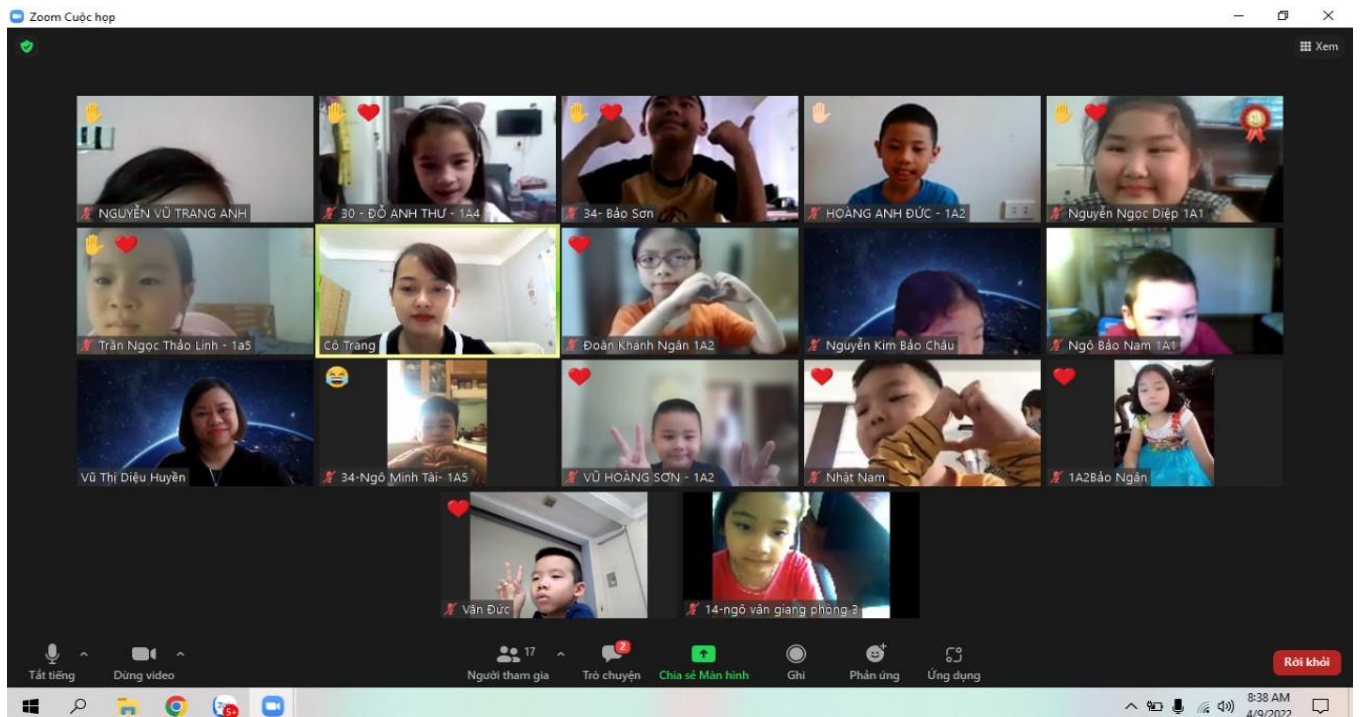 Zoom Cuộc họp
Xem
NGUYỄN VŨ TRANG ANH
30 - ĐỖ ANH THƯ - 1A4
34- Bảo Sơn
HOÀNG ANH ĐỨC - 1A2
Nguyễn Ngọc Diệp 1A1
Trần Ngọc Thảo Linh - 1a5
Cô Trang
Đoàn Khánh Ngân 1A2
Nguyễn Kim Bảo Châu
Ngô Bảo Nam 1A1
Vũ Thị Diệu Huyền
34-Ngô Minh Tài- 1A5
VŨ HOÀNG SƠN - 1A2
Nhật Nam
1A2Bảo Ngân
Văn Đức
14-ngô vân giang phòng 3
17
2
Tắt tiếng
Dừng video
Người tham gia
Trò chuyện
Chia sẻ Màn hình
Ghi
Phản ứng
Ứng dụng
Rời khỏi
Zalo
5+
8:38 AM
4/9/2022